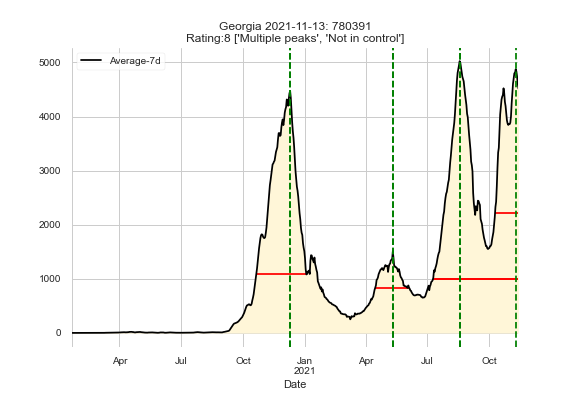 Georgia 2021-11-13: 780391
Rating:8 ['Multiple peaks', 'Not in control']
Average-7d
5000
4000
3000
2000
1000
0
Apr Jul Oct Jan Apr Jul Oct
2021
Date